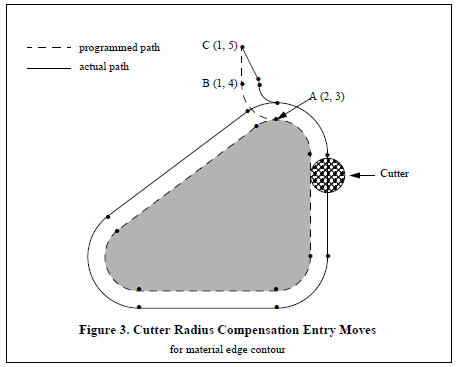 programmed path
actual path
C (1, 5)
B (1, 4)
A (2, 3)
Cutter
Figure 3. Cutter Radius Compensation Entry Moves
for material edge contour